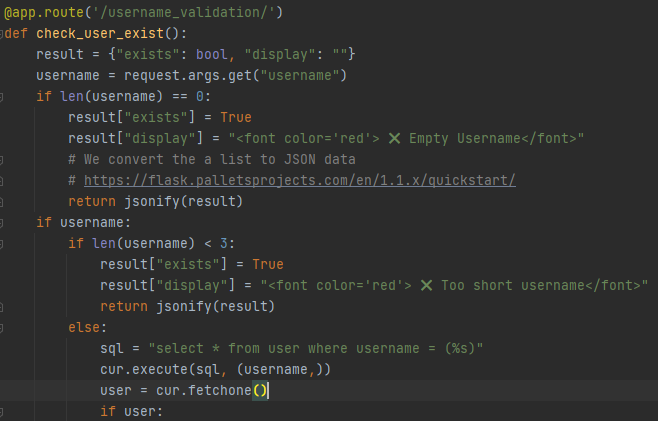 @app.route('/username_validation/')
def check_user_exist():
    result = {"exists": bool, "display": ""}
    username = request.args.get("username")
    if len(username) == 0:
        result["exists"] = True
        result["display"] = "<font color='red'> ❌ Empty Username</font>"
        # We convert the a list to JSON data
        # https://flask.palletsprojects.com/en/1.1.x/quickstart/
        return jsonify(result)
    if username:
        if len(username) < 3:
            result["exists"] = True
            result["display"] = "<font color='red'> ❌ Too short username</font>"
            return jsonify(result)
        else:
            sql = "select * from user where username = (%s)"
            cur.execute(sql, (username,))
            user = cur.fetchone()
            if user: